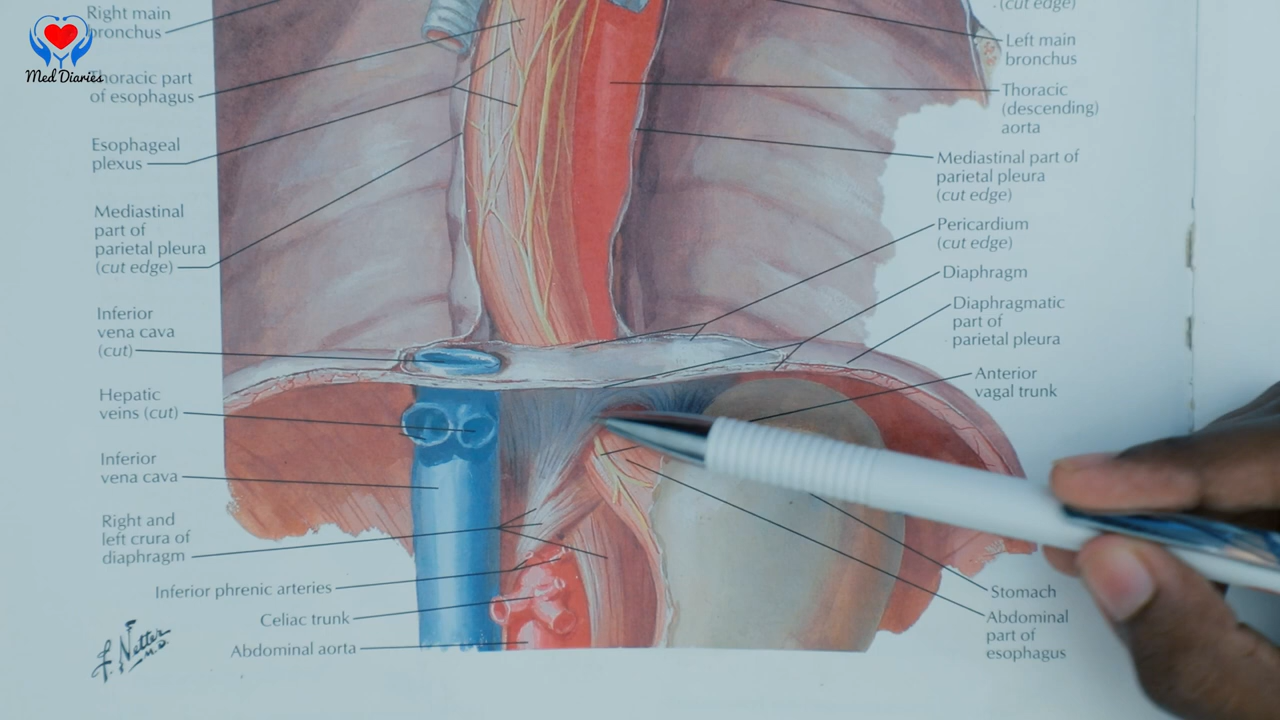 Right main
bronchus
Med Diaries
Thoracic part
of esophagus
Esophageal
plexus
Mediastinal
part of
parietal pleura
(cut edge)
Inferior
vena cava
(cut)
Hepatic
veins (cut)
Inferior
vena cava
Right and
left crura of
diaphragm
Inferior phrenic arteries
Celiac trunk
Abdominal aorta
F. Netter
M.D.
(cut edge)
Left main
bronchus
Thoracic
(descending)
aorta
Mediastinal part of
parietal pleura
(cut edge)
Pericardium
(cut edge)
Diaphragm
Diaphragmatic
part of
parietal pleura
Anterior
vagal trunk
Stomach
Abdominal
part of
esophagus